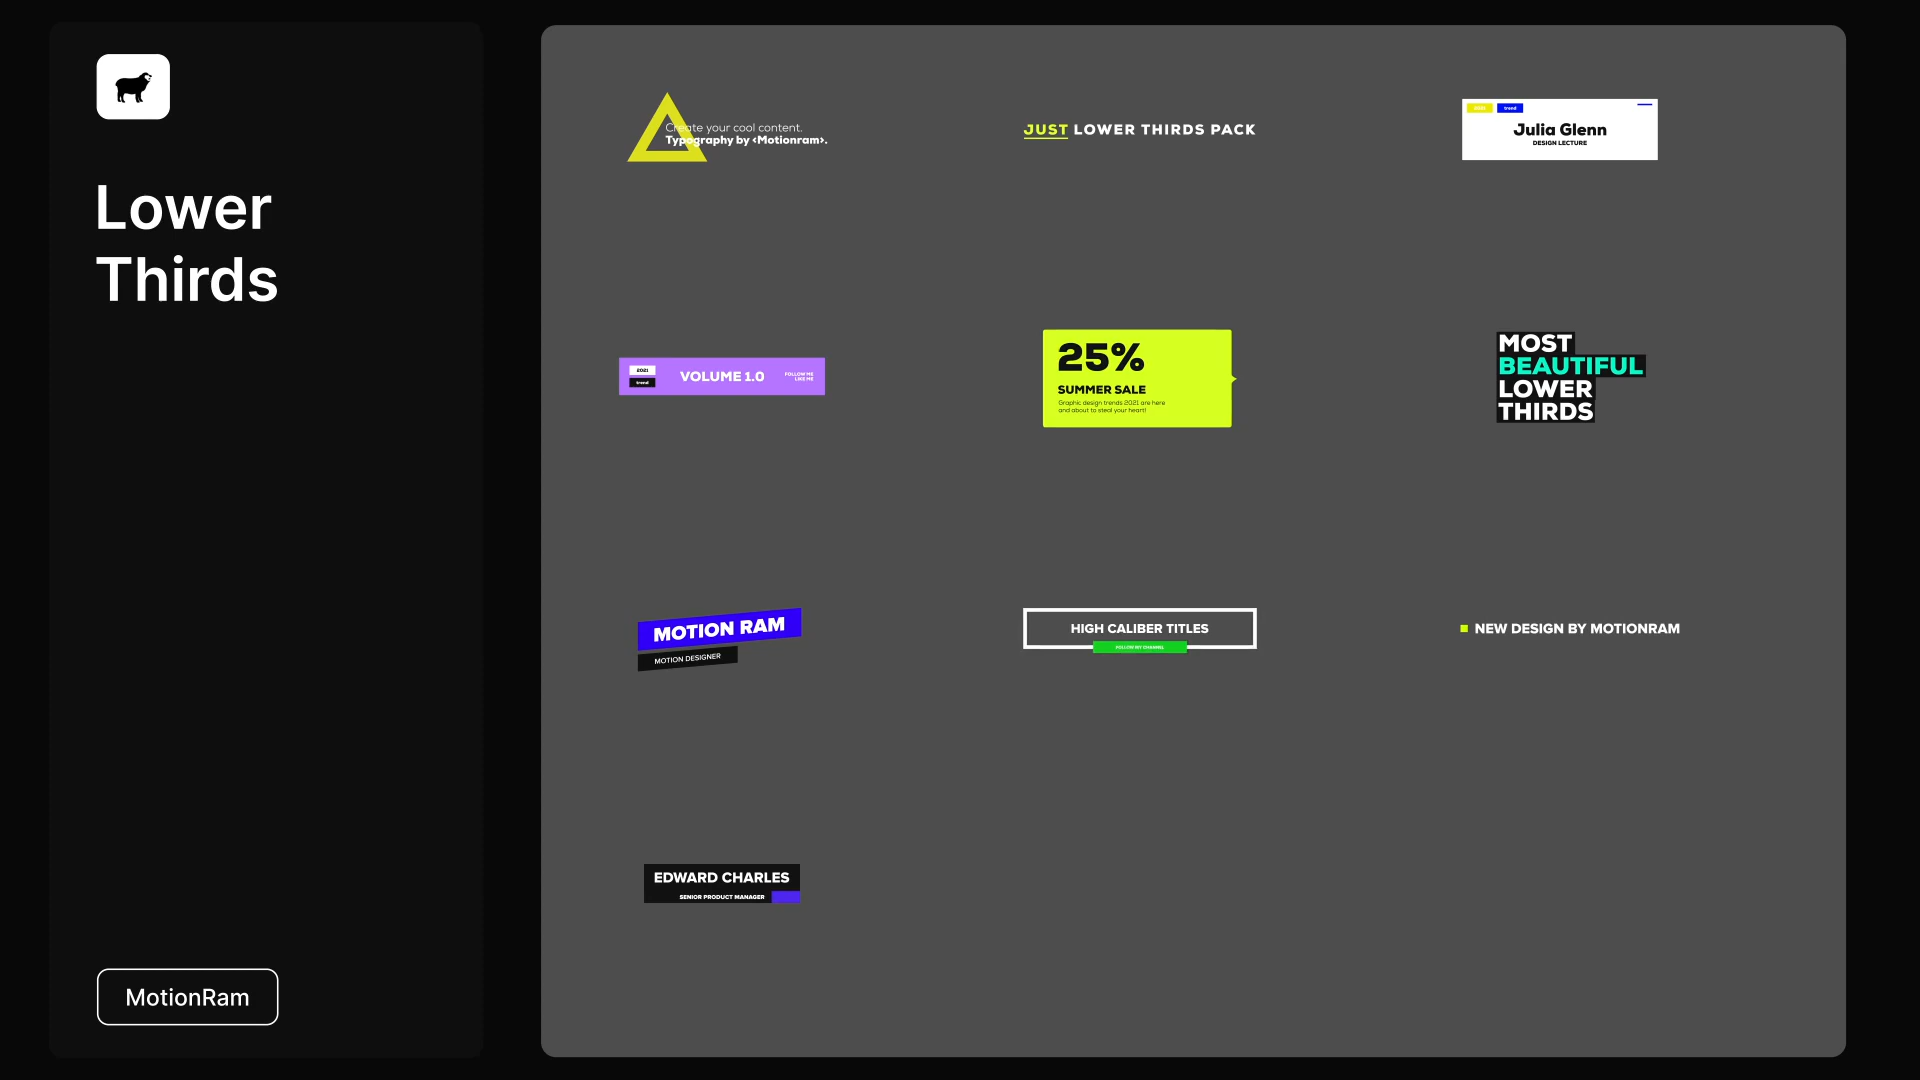 Lower
Thirds
MotionRam
Create your cool content.
Typography by <Motionram>.
JUST LOWER THIRDS PACK
2021
trend
Julia Glenn
DESIGN LECTURE
2021
trend
VOLUME 1.0
FOLLOW ME
LIKE ME
25%
SUMMER SALE
Graphic design trends 2021 are here
and about to steal your heart!
MOST
BEAUTIFUL
LOWER
THIRDS
MOTION RAM
MOTION DESIGNER
HIGH CALIBER TITLES
FOLLOW MY CHANNEL
NEW DESIGN BY MOTIONRAM
EDWARD CHARLES
SENIOR PRODUCT MANAGER